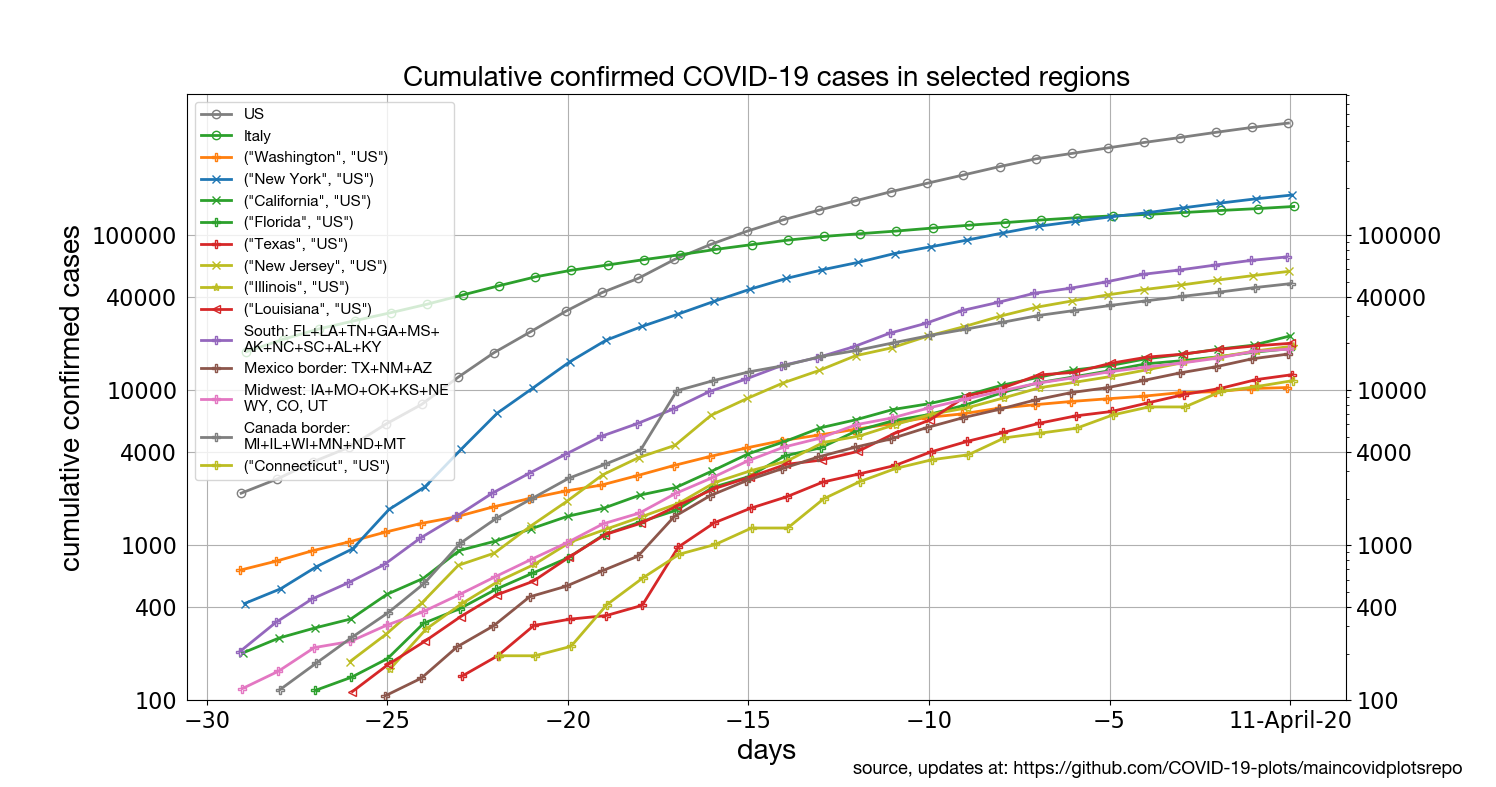 Cumulative confirmed COVID-19 cases in selected regions
US
Italy
("Washington", "US")
("New York", "US")
("California", "US")
("Florida", "US")
("Texas", "US")
("New Jersey", "US")
("Illinois", "US")
("Louisiana", "US")
South: FL+LA+TN+GA+MS+
AK+NC+SC+AL+KY
Mexico border: TX+NM+AZ
Midwest: IA+MO+OK+KS+NE
WY, CO, UT
Canada border:
MI+IL+WI+MN+ND+MT
("Connecticut", "US")
cumulative confirmed cases
100000
40000
10000
4000
1000
400
100
100000
400000
10000
4000
1000
400
100
−30
−25
−20
−15
−10
−5
11-April-20
days
source, updates at: https://github.com/COVID-19-plots/maincovidplotsrepo